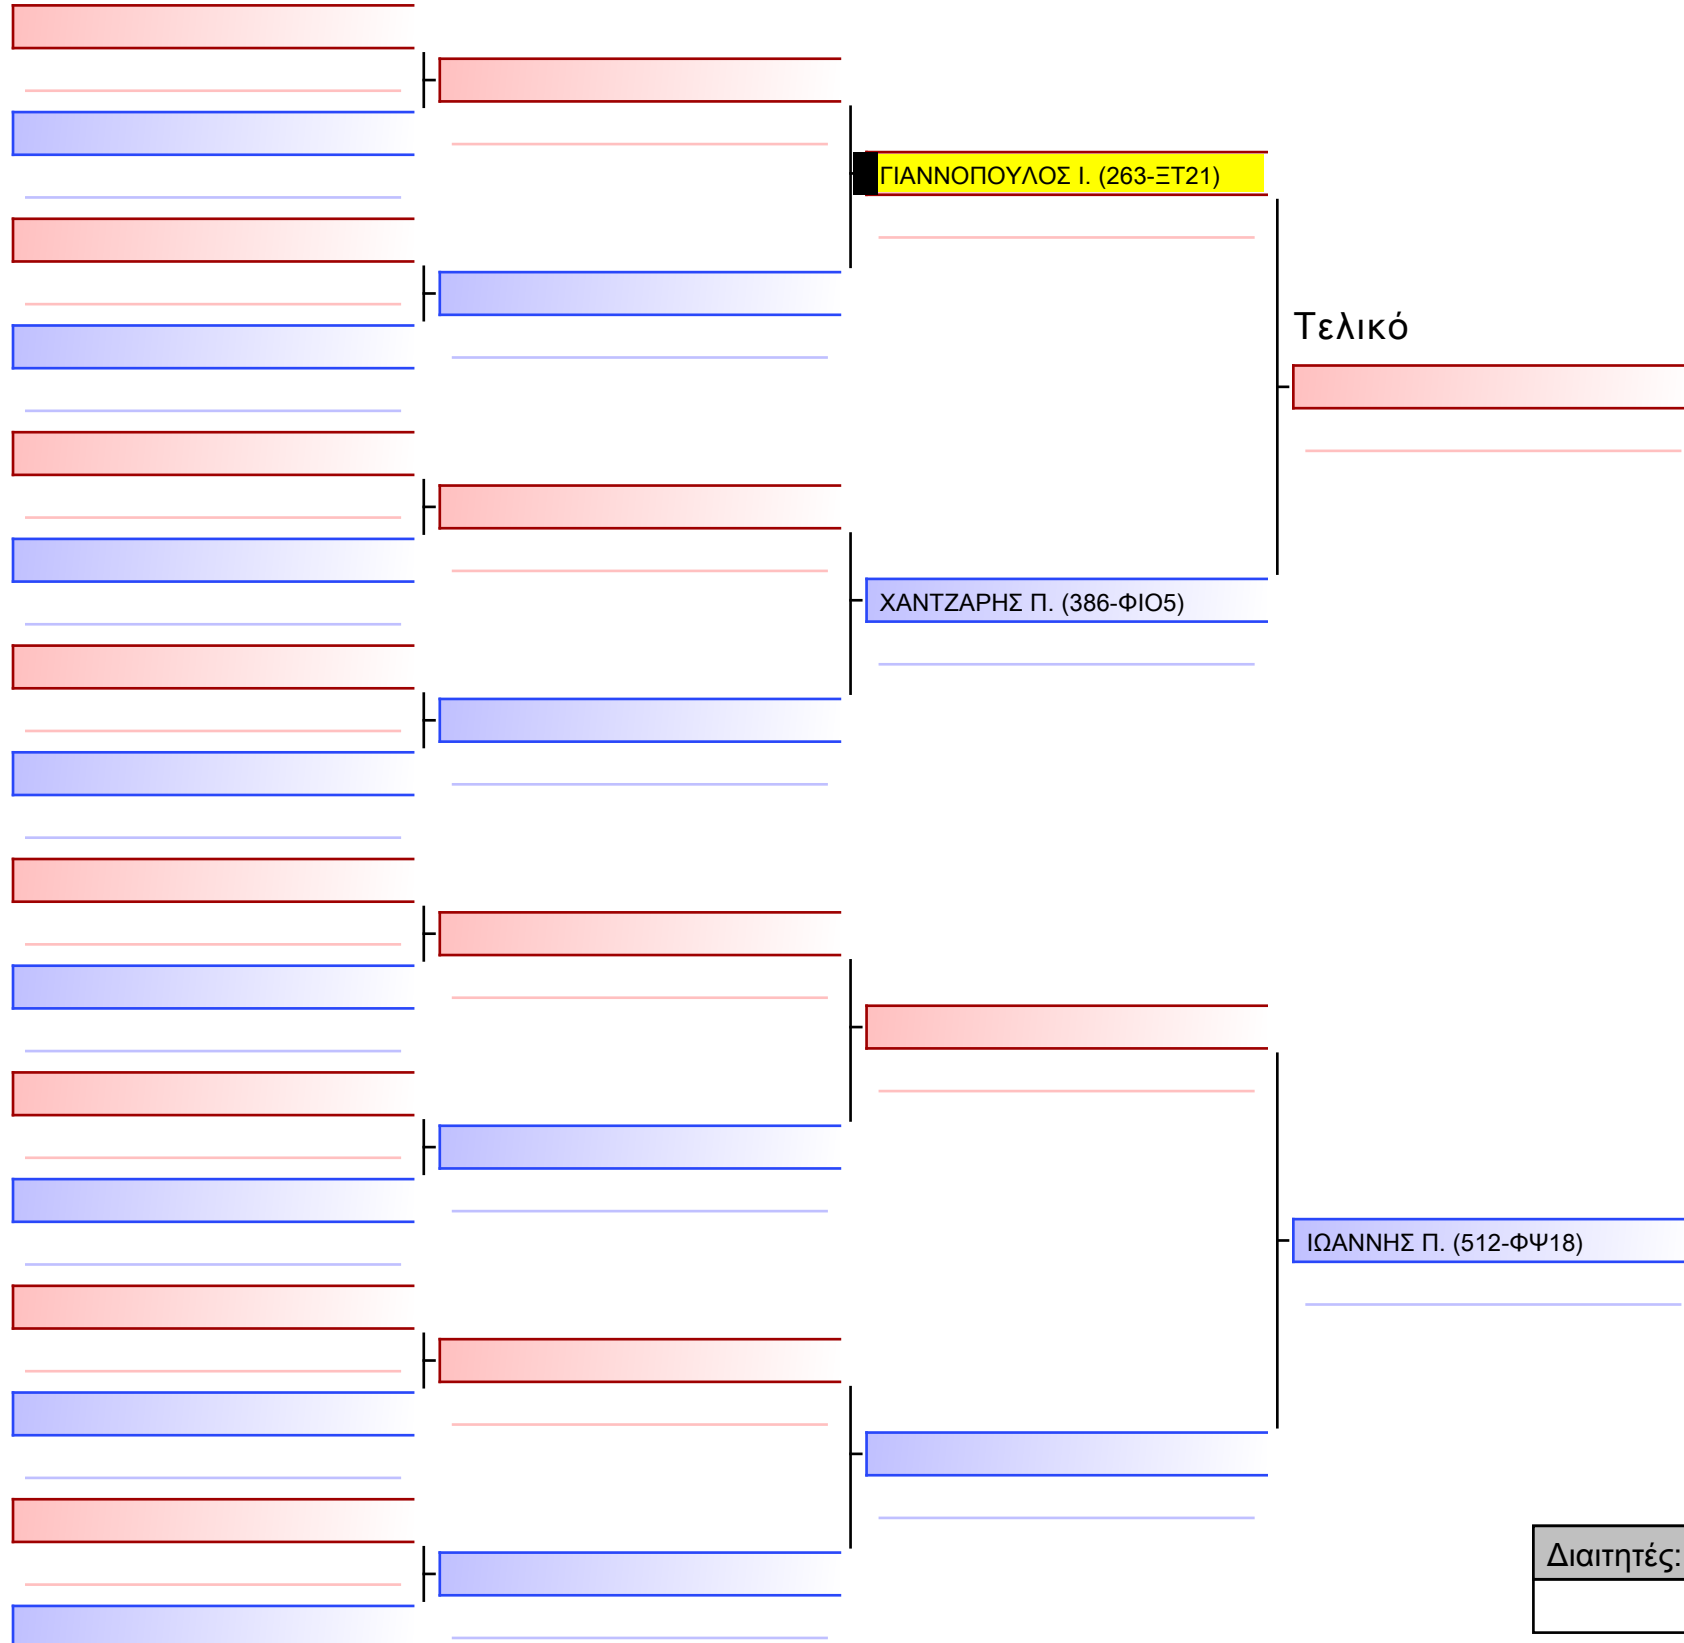 ΓΙΑΝΝΟΠΟΥΛΟΣ Ι. (263-ΞΤ21)
Τελικό
ΧΑΝΤΖΑΡΗΣ Π. (386-ΦΙΟ5)
ΙΩΑΝΝΗΣ Π. (512-ΦΨ18)
Διαιτητές: